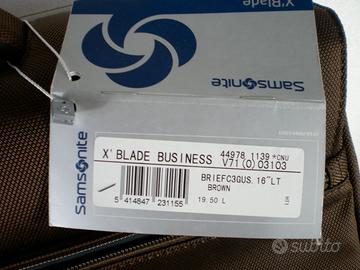 X'Blade
Samsonite
Samsonite
Samsonite
X'BLADE BUSINESS
44978 1139 *CNU
V71(0)03103
BRIEFC3GUS. 16"LT
BROWN
5 414847 231155
19.50 L
subito